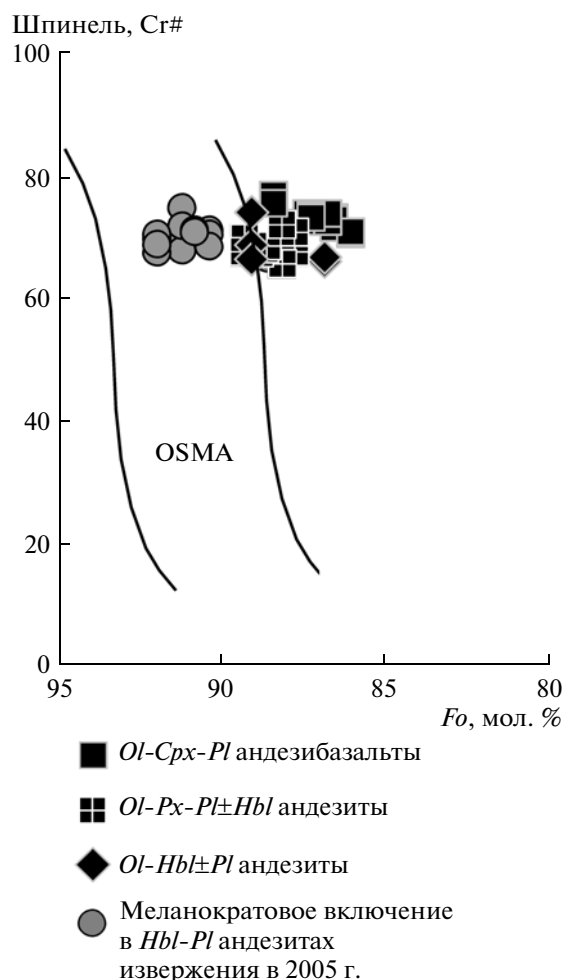 Шпинель, Cr#
100
80
60
40
OSMA
20
0
95 90 85 80
Fo, мол. %
Ol-Cpx-Pl андезибазальты
Ol-Px-Pl±Hbl андезиты
Ol-Hbl±Pl андезиты
Меланократовое включение
в Hbl-Pl андезитах
извержения в 2005 г.